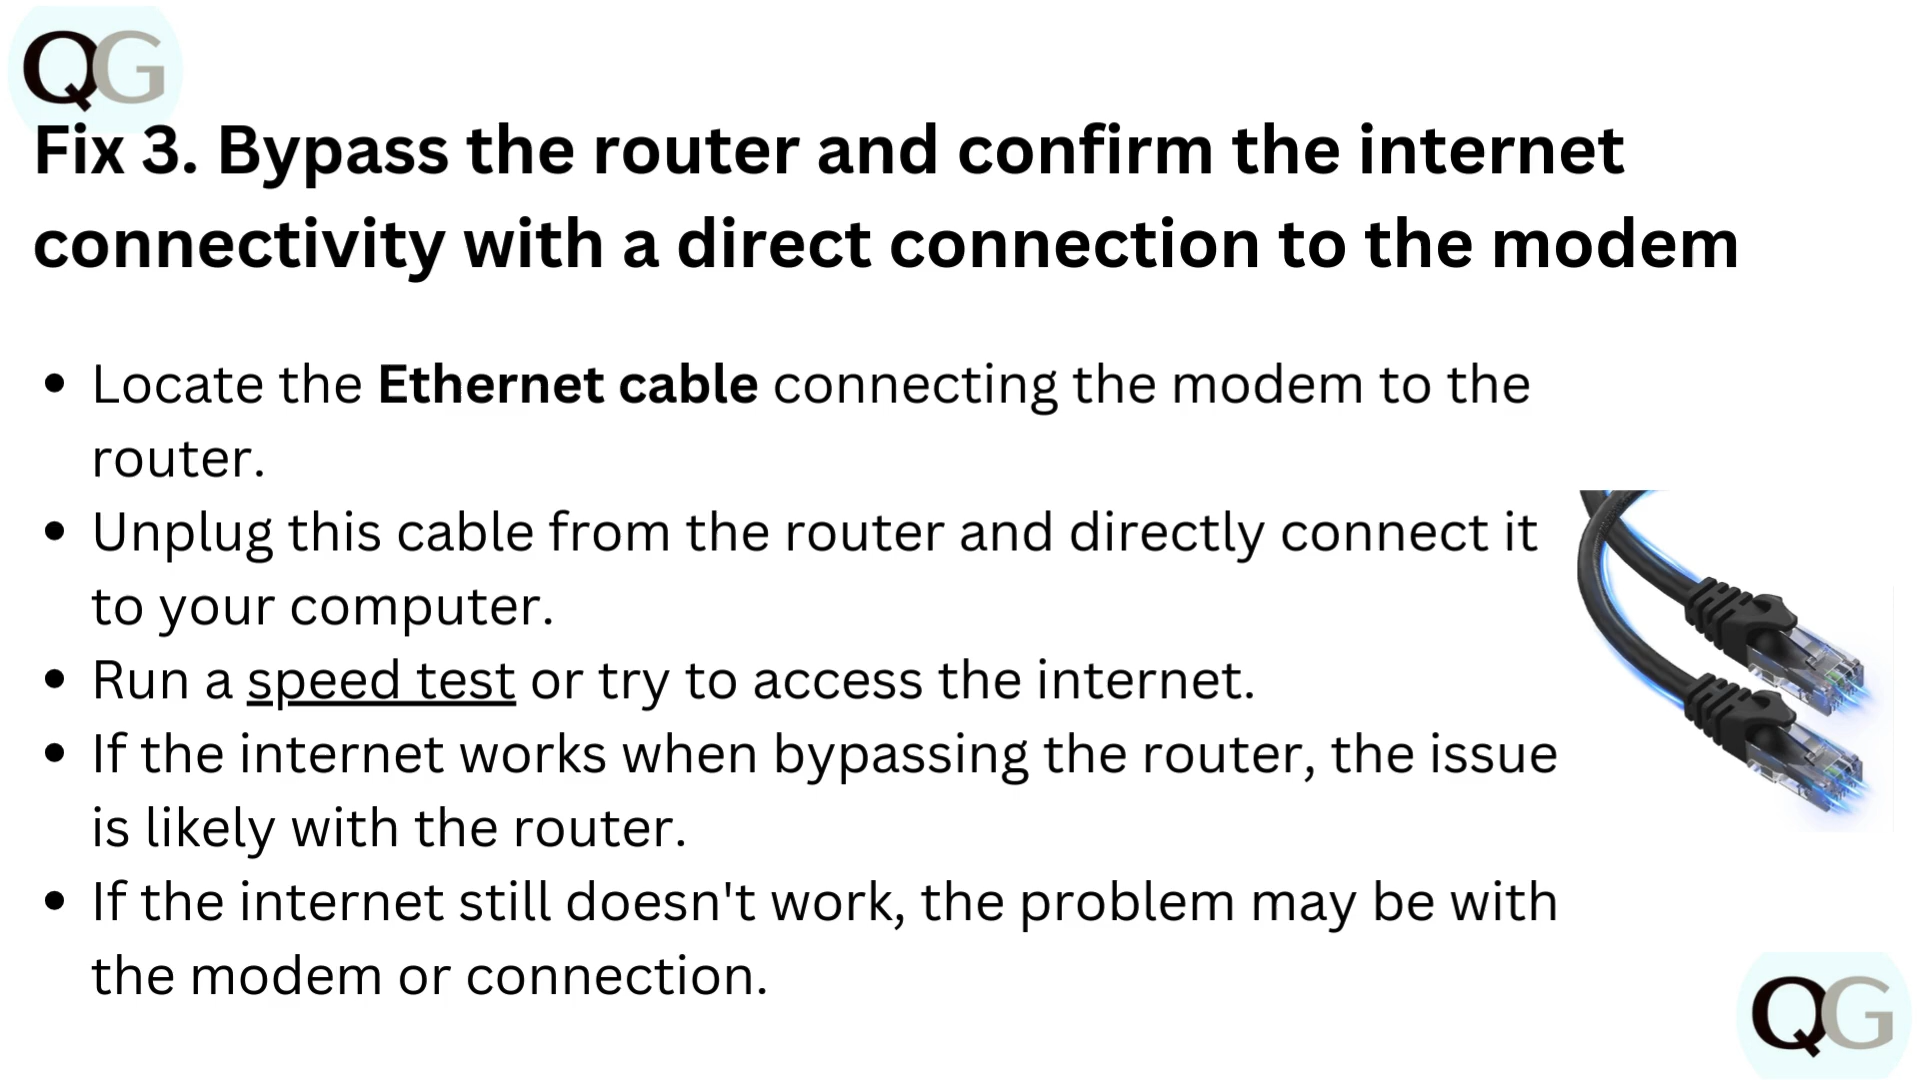 QG
Fix 3. Bypass the router and confirm the internet
connectivity with a direct connection to the modem
• Locate the Ethernet cable connecting the modem to the
router.
• Unplug this cable from the router and directly connect it
to your computer.
• Run a speed test or try to access the internet.
• If the internet works when bypassing the router, the issue
is likely with the router.
• If the internet still doesn't work, the problem may be with
the modem or connection.
QG